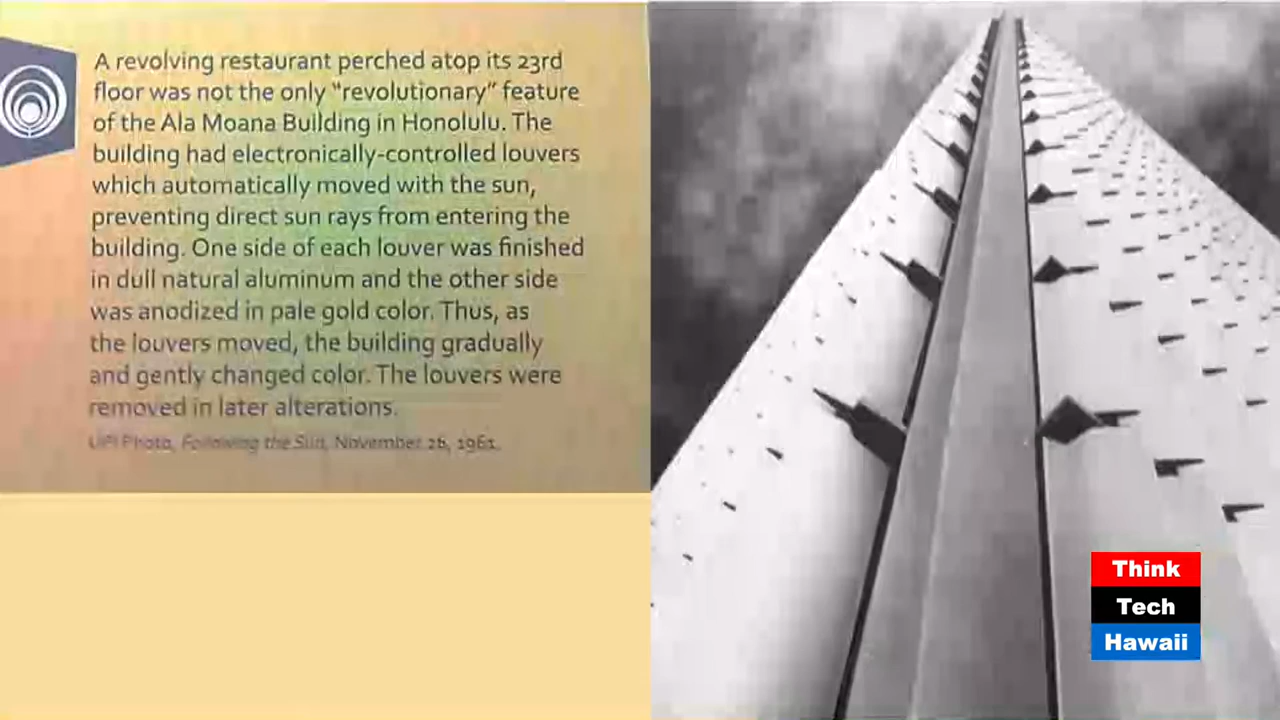 A revolving restaurant perched atop its 23rd
floor was not the only “revolutionary” feature
of the Ala Moana Building in Honolulu. The
building had electronically-controlled louvers
which automatically moved with the sun,
preventing direct sun rays from entering the
building. One side of each louver was finished
in dull natural aluminum and the other side
was anodized in pale gold color. Thus, as
the louvers moved, the building gradually
and gently changed color. The louvers were
removed in later alterations.
UPI Photo, Following the Sun, November 26, 1961.
Think
Tech
Hawaii